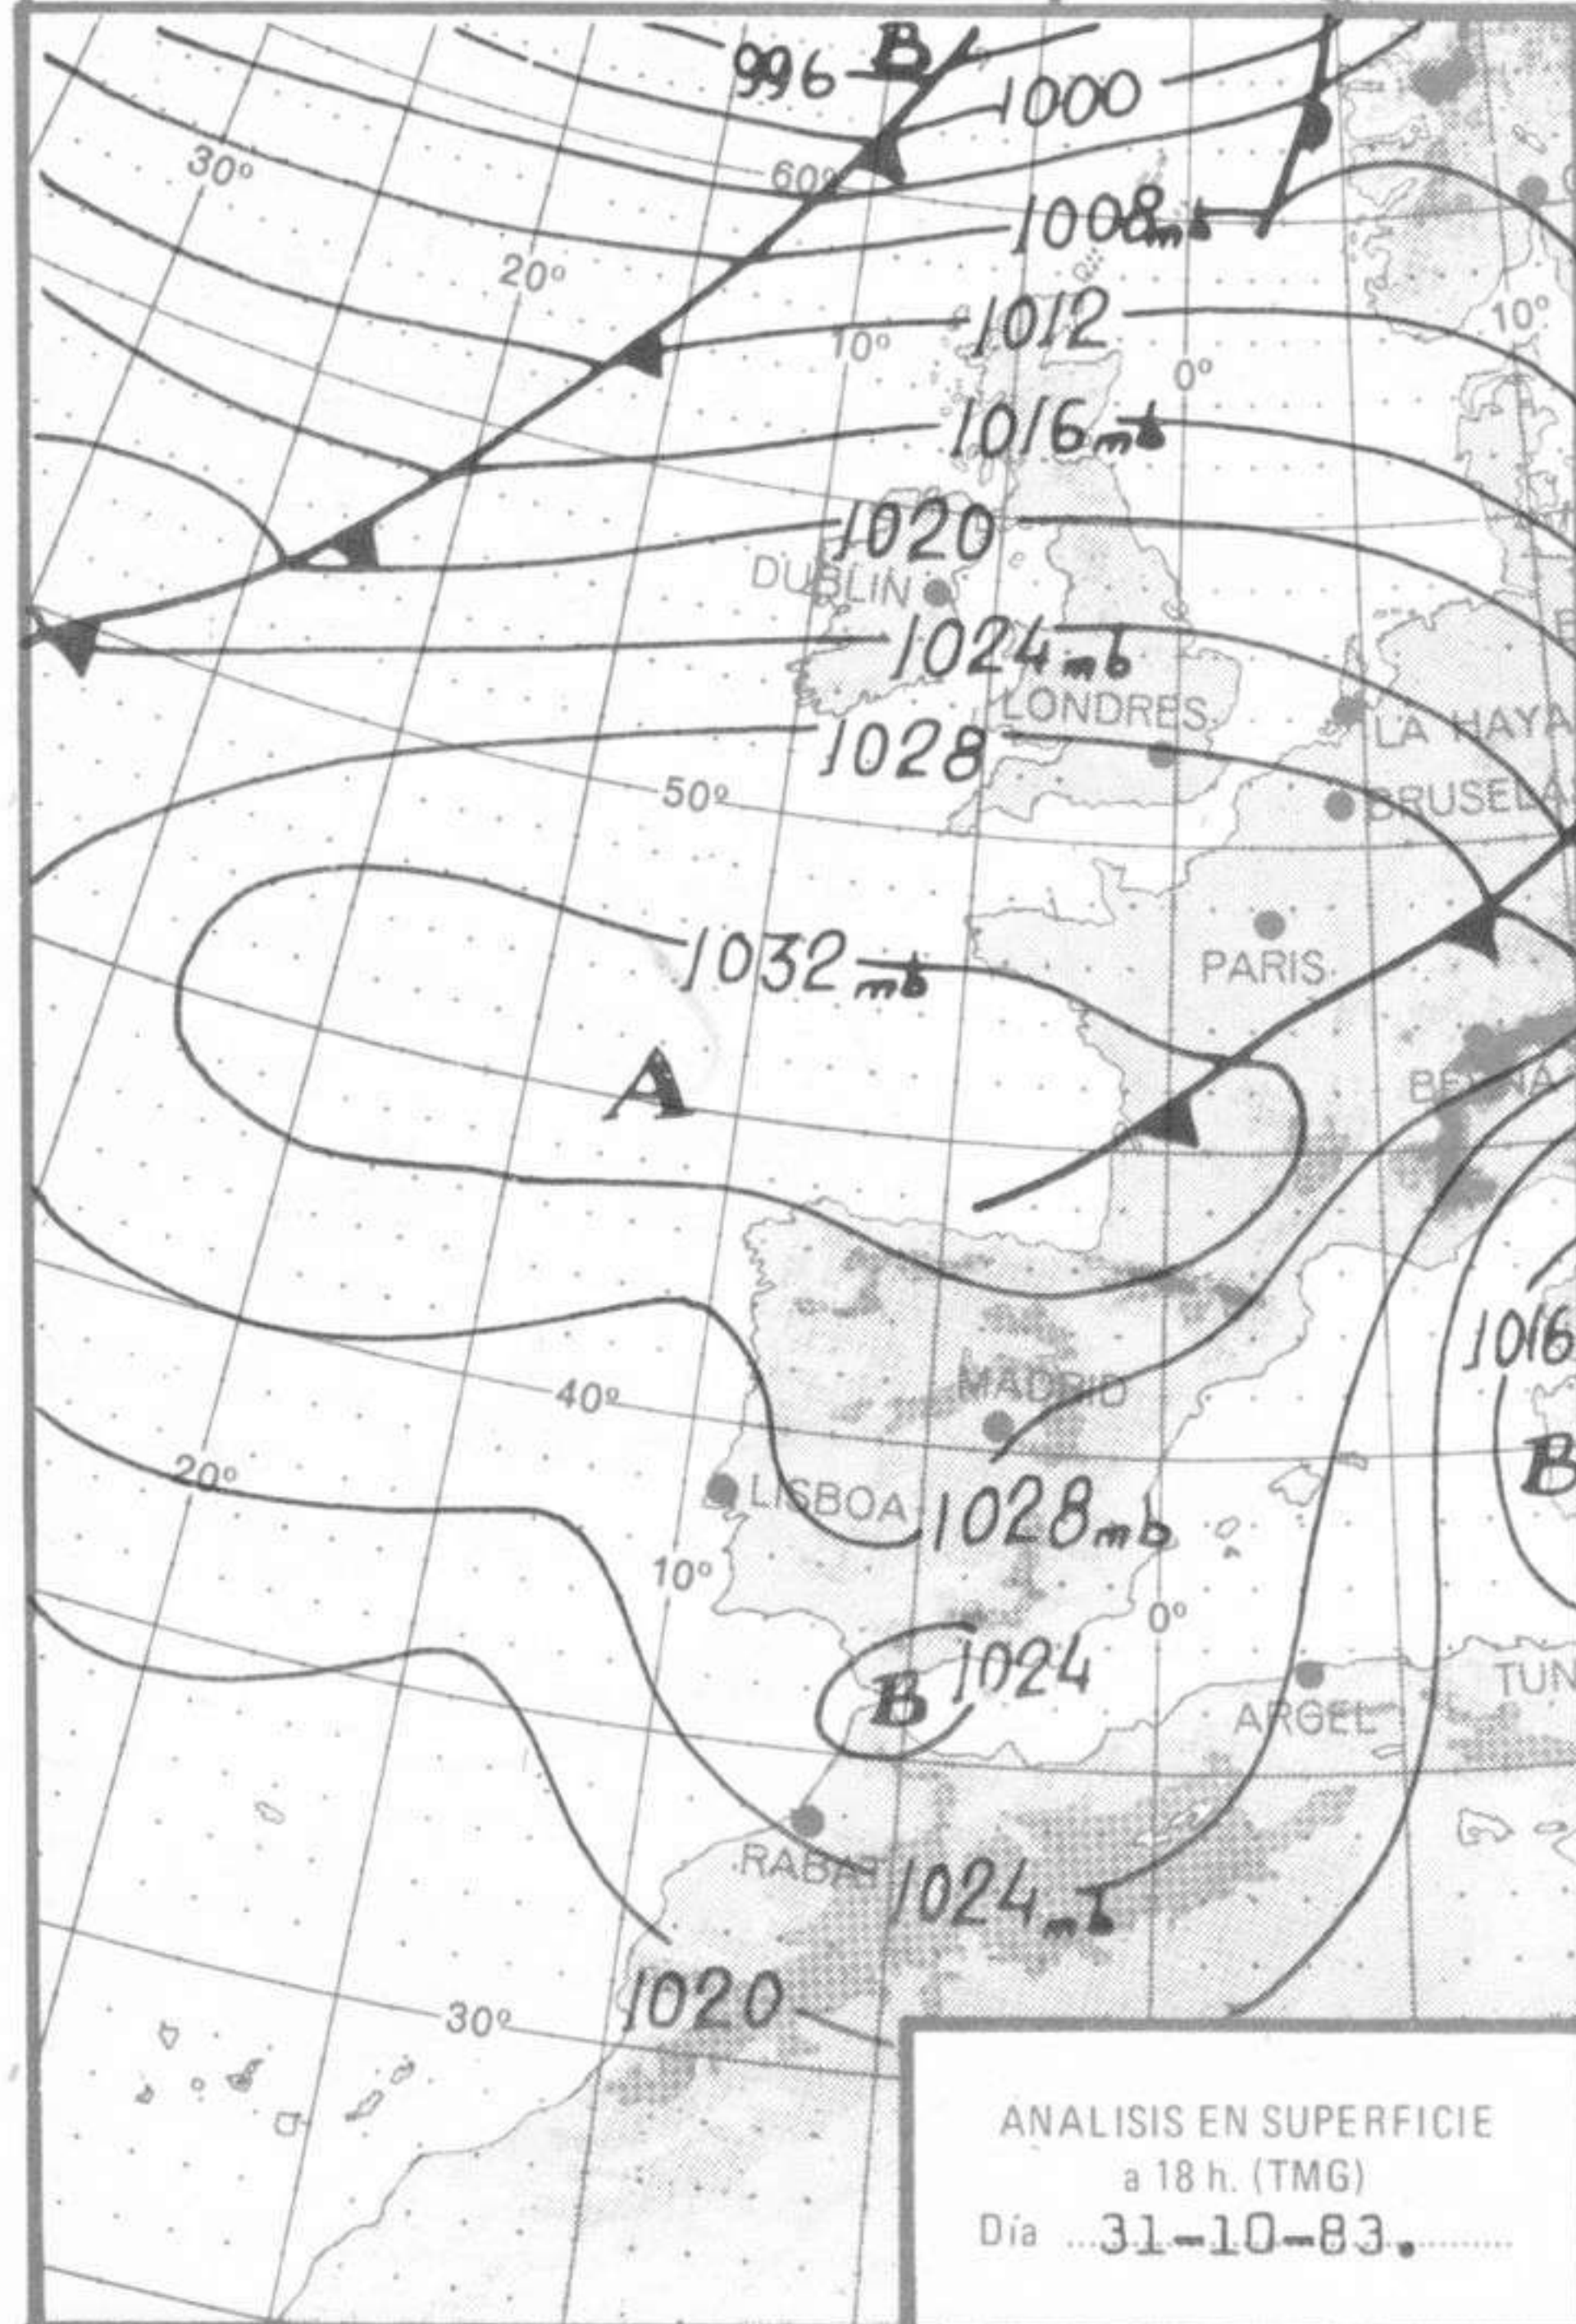 996 B
1000
30º
60º
1008mb
20º
10º
1012
10º
0º
1016mb
1020
DUBLIN
1024mb
LONDRES
LA HAYA
1028
50º
BRUSELAS
1032mb
PARIS
A
BERNA
1016
40º
MADRID
B
20º
LISBOA
1028mb
10º
0º
1024
B
TUN
ARGEL
RABAT
1024mb
1020
30º
ANALISIS EN SUPERFICIE
a 18 h. (TMG)
Día 31-10-83.